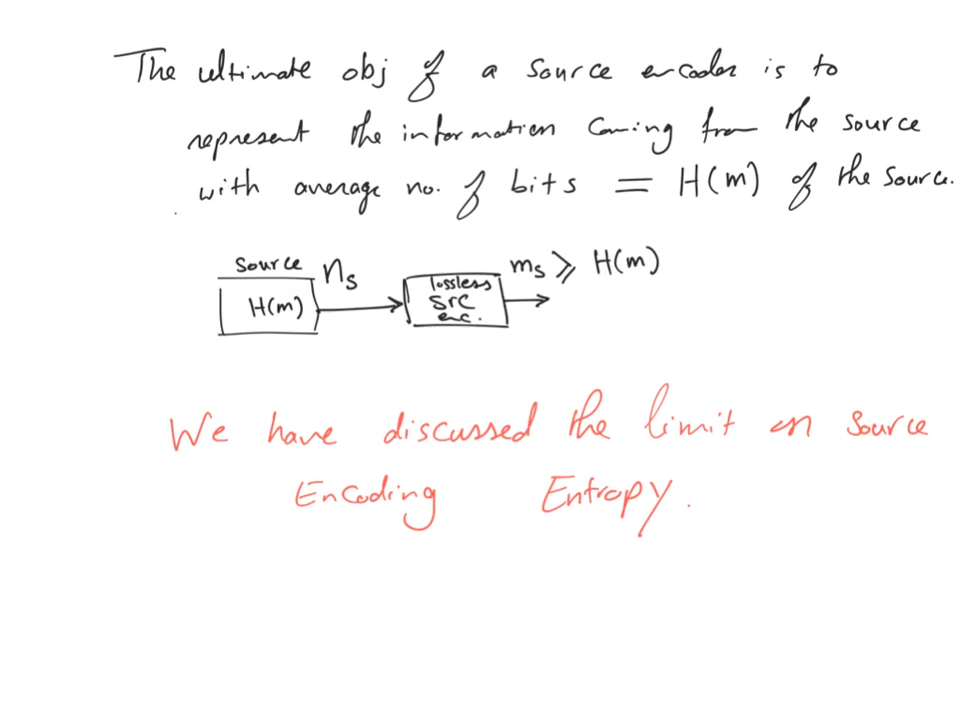 The ultimate obj of a source encoder is to
represent the information coming from the source
with average no. of bits = H(m) of the source.
source
ns
ms ⩾ H(m)
H(m)
lossless
src
enc.
We have discussed the limit on source
Encoding Entropy.